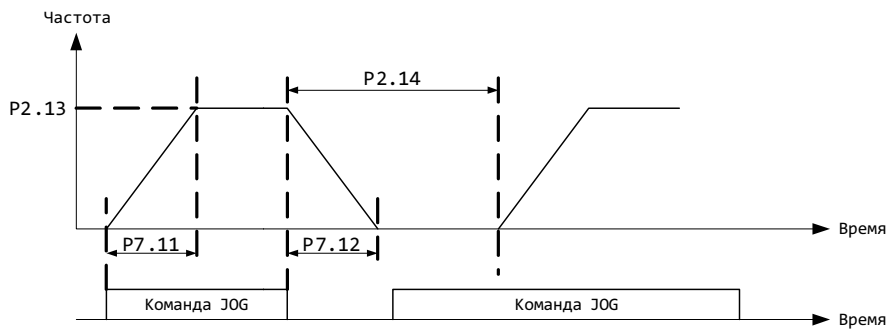 Частота
P2.14
P2.13
P7.11
P7.12
Время
Команда JOG
Команда JOG
Время